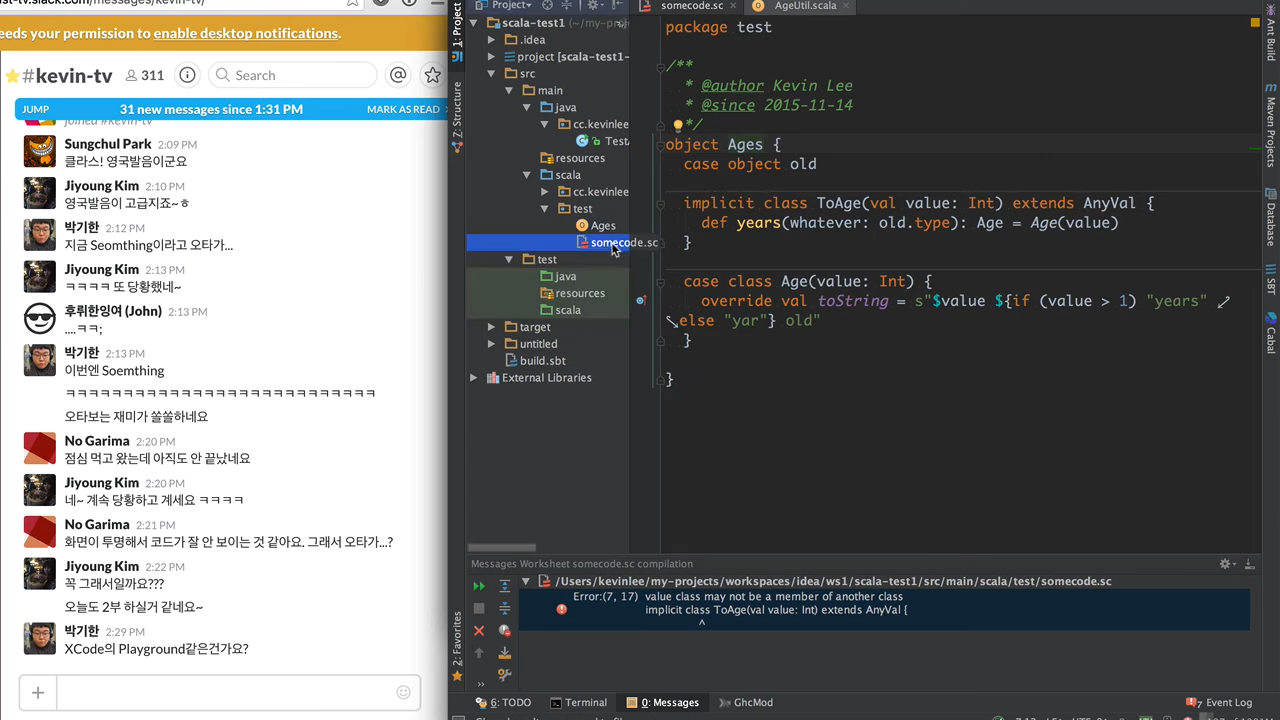 st-tv.slack.com/messages/kevin-tv/
eeds your permission to enable desktop notifications.
#kevin-tv 311 Search
JUMP 31 new messages since 1:31 PM MARK AS READ
joined #kevin-tv
Sungchul Park 2:09 PM
클라스! 영국발음이군요
Jiyoung Kim 2:10 PM
영국발음이 고급지죠~ㅎ
박기한 2:12 PM
지금 Seomthing이라고 오타가...
Jiyoung Kim 2:13 PM
ㅋㅋㅋㅋ 또 당황했네~
후뤼한잉여 (John) 2:13 PM
....ㅋㅋ;
박기한 2:13 PM
이번엔 Soemthing
ㅋㅋㅋㅋㅋㅋㅋㅋㅋㅋㅋㅋㅋㅋㅋㅋㅋㅋㅋㅋㅋㅋㅋㅋㅋㅋ
오타보는 재미가 쏠쏠하네요
No Garima 2:20 PM
점심 먹고 왔는데 아직도 안 끝났네요
Jiyoung Kim 2:20 PM
네~ 계속 당황하고 계세요 ㅋㅋㅋㅋ
No Garima 2:21 PM
화면이 투명해서 코드가 잘 안 보이는 것 같아요. 그래서 오타가...?
Jiyoung Kim 2:22 PM
꼭 그래서일까요???
오늘도 2부 하실거 같네요~
박기한 2:29 PM
XCode의 Playground같은건가요?
1: Project
Z: Structure
2: Favorites
Project
scala-test1 (~/my-pro
.idea
project [scala-test1-
src
main
java
cc.kevinlee
Test
resources
scala
cc.kevinlee
test
Ages
somecode.sc
test
java
resources
scala
target
untitled
build.sbt
External Libraries
somecode.sc AgeUtil.scala
package test
/**
* @author Kevin Lee
* @since 2015-11-14
*/
object Ages {
case object old
implicit class ToAge(val value: Int) extends AnyVal {
def years(whatever: old.type): Age = Age(value)
}
case class Age(value: Int) {
override val toString = s"$value ${if (value > 1) "years"
else "yar"} old"
}
}
Ant Build
Maven Projects
Database
SBT
Cabal
Messages Worksheet somecode.sc compilation
/Users/kevinlee/my-projects/workspaces/idea/ws1/scala-test1/src/main/scala/test/somecode.sc
Error:(7, 17) value class may not be a member of another class
implicit class ToAge(val value: Int) extends AnyVal {
^
6: TODO Terminal 0: Messages GhcMod 7 Event Log